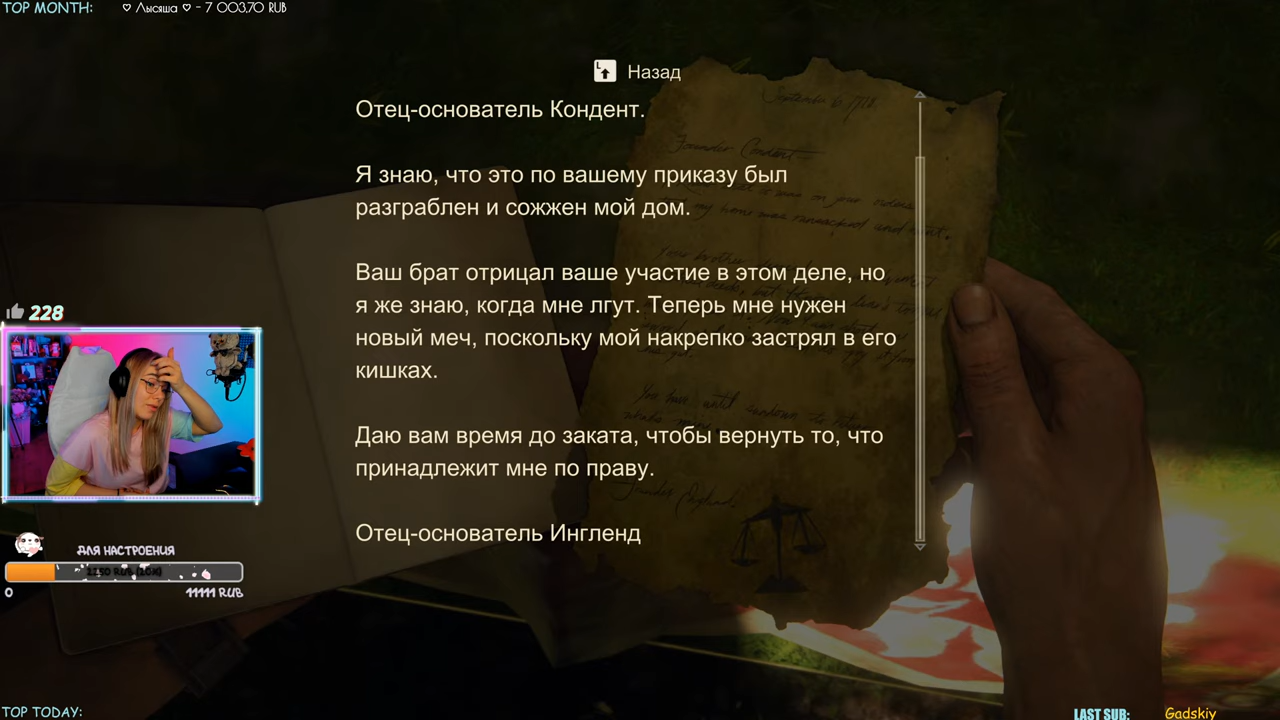 TOP MONTH: ♡ Лысяша ♡ - 7 003,70 RUB
L
Назад
Отец-основатель Кондент.
Я знаю, что это по вашему приказу был
разграблен и сожжен мой дом.
Ваш брат отрицал ваше участие в этом деле, но
я же знаю, когда мне лгут. Теперь мне нужен
новый меч, поскольку мой накрепко застрял в его
кишках.
Даю вам время до заката, чтобы вернуть то, что
принадлежит мне по праву.
Отец-основатель Ингленд
Founder Condent
228
ДЛЯ НАСТРОЕНИЯ
0
11111 RUB
TOP TODAY:
LAST SUB: Gadskiy